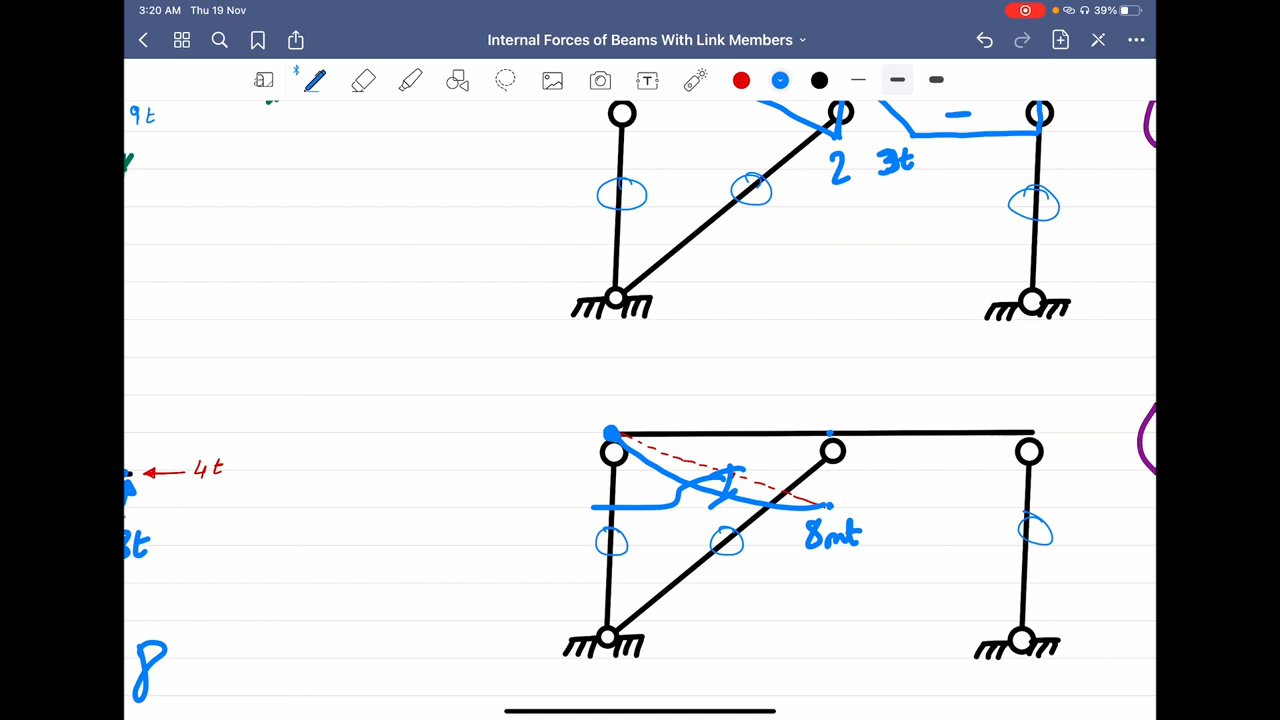 3:20 AM Thu 19 Nov
39%
Internal Forces of Beams With Link Members
T
9t
2
3t
4t
8t
8mt
8